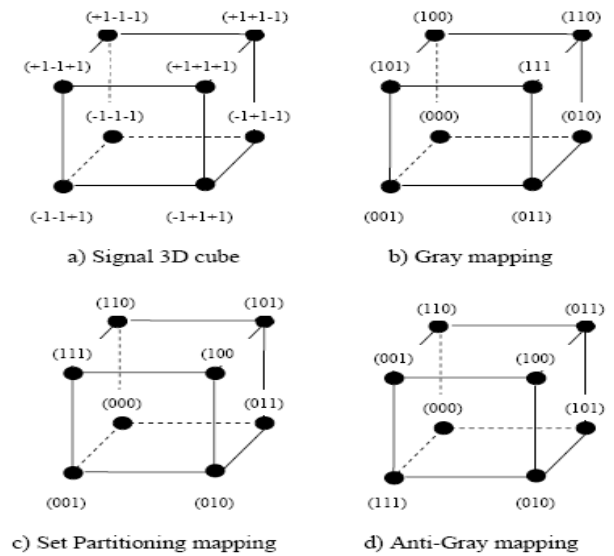 (+1-1-1) (+1+1-1) (100) (110)
(+1-1+1) (+1+1+1) (101) (111
(-1-1-1) (-1+1-1) (000) (010)
(-1-1+1) (-1+1+1) (001) (011)
a) Signal 3D cube b) Gray mapping
(110) (101) (110) (011)
(111) (100 (001) (100)
(000) (011) (000) (101)
(001) (010) (111) (010)
c) Set Partitioning mapping d) Anti-Gray mapping